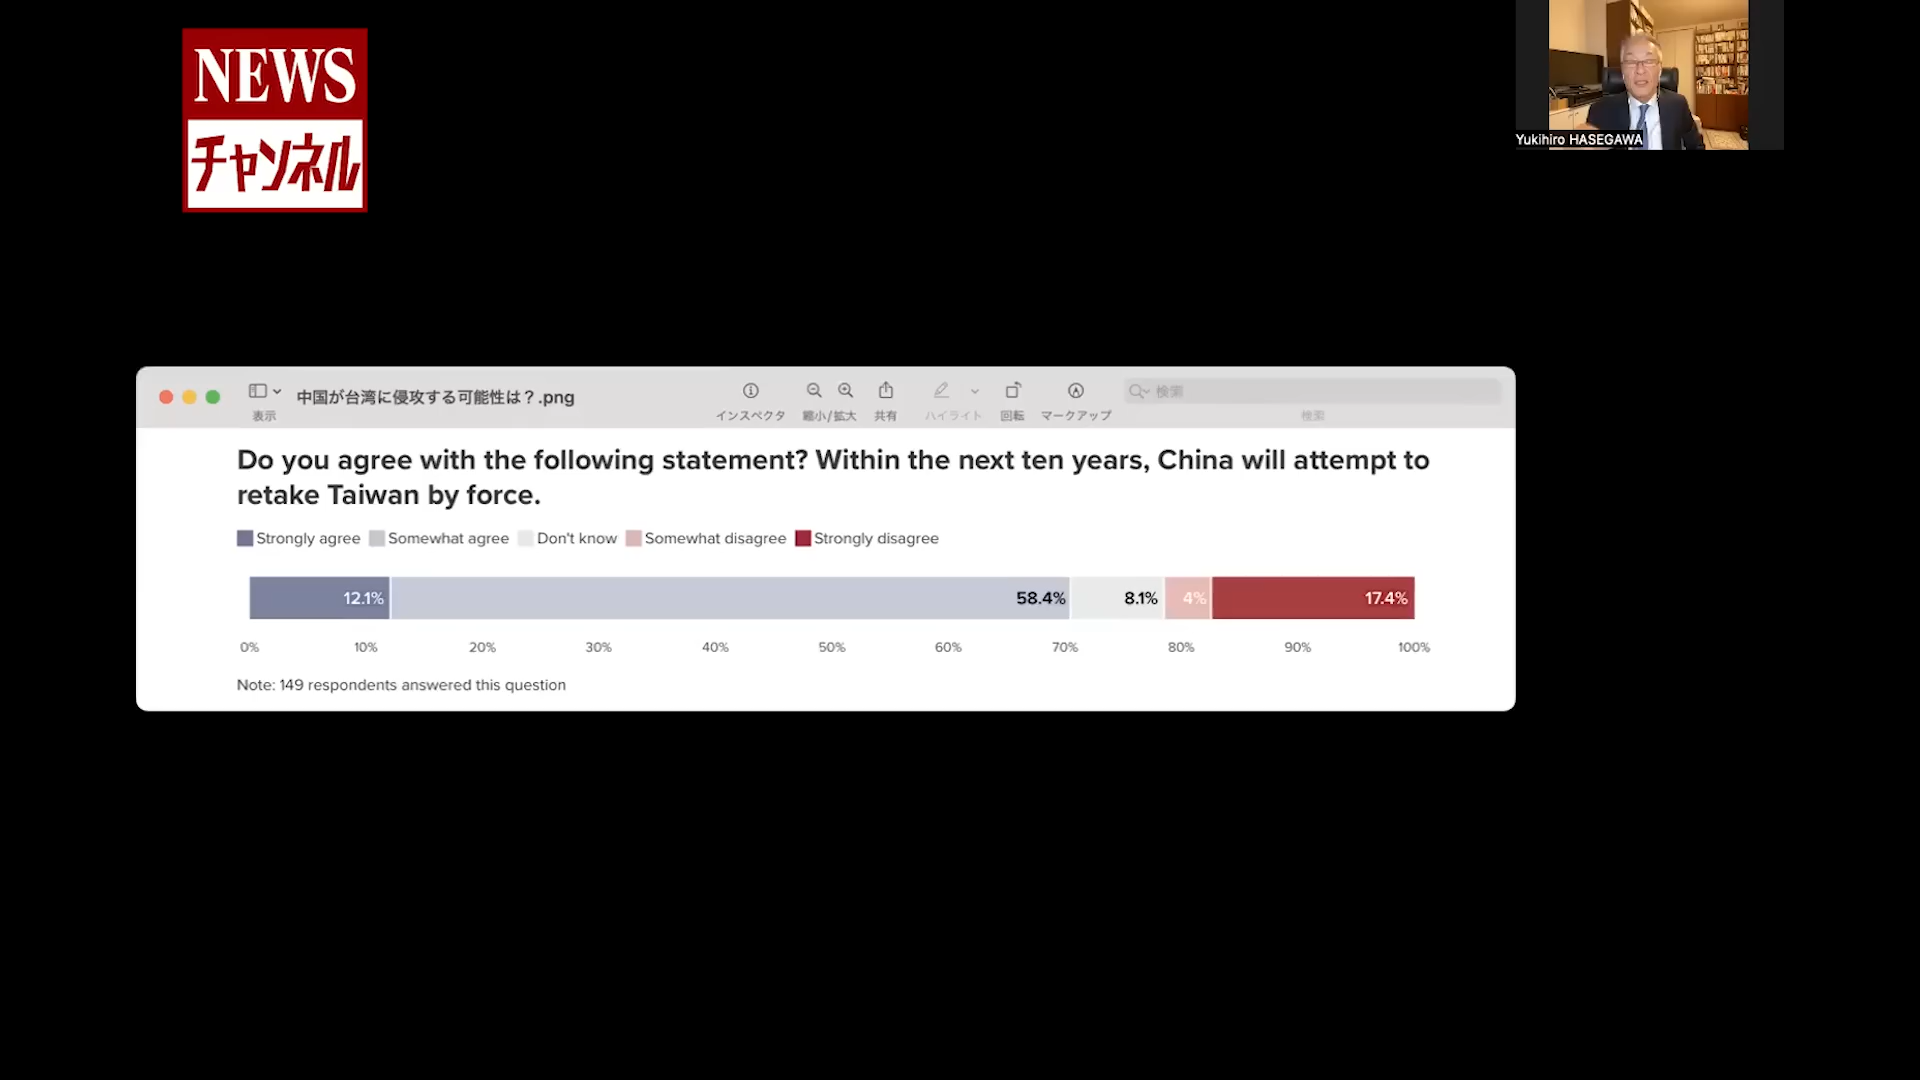 NEWS
チャンネル
Yukihiro HASEGAWA
中国が台湾に侵攻する可能性は？.png
表示
インスペクタ
縮小/拡大
共有
ハイライト
回転
マークアップ
検索
検索
Do you agree with the following statement? Within the next ten years, China will attempt to
retake Taiwan by force.
Strongly agree Somewhat agree Don't know Somewhat disagree Strongly disagree
12.1% 58.4% 8.1% 4% 17.4%
0% 10% 20% 30% 40% 50% 60% 70% 80% 90% 100%
Note: 149 respondents answered this question